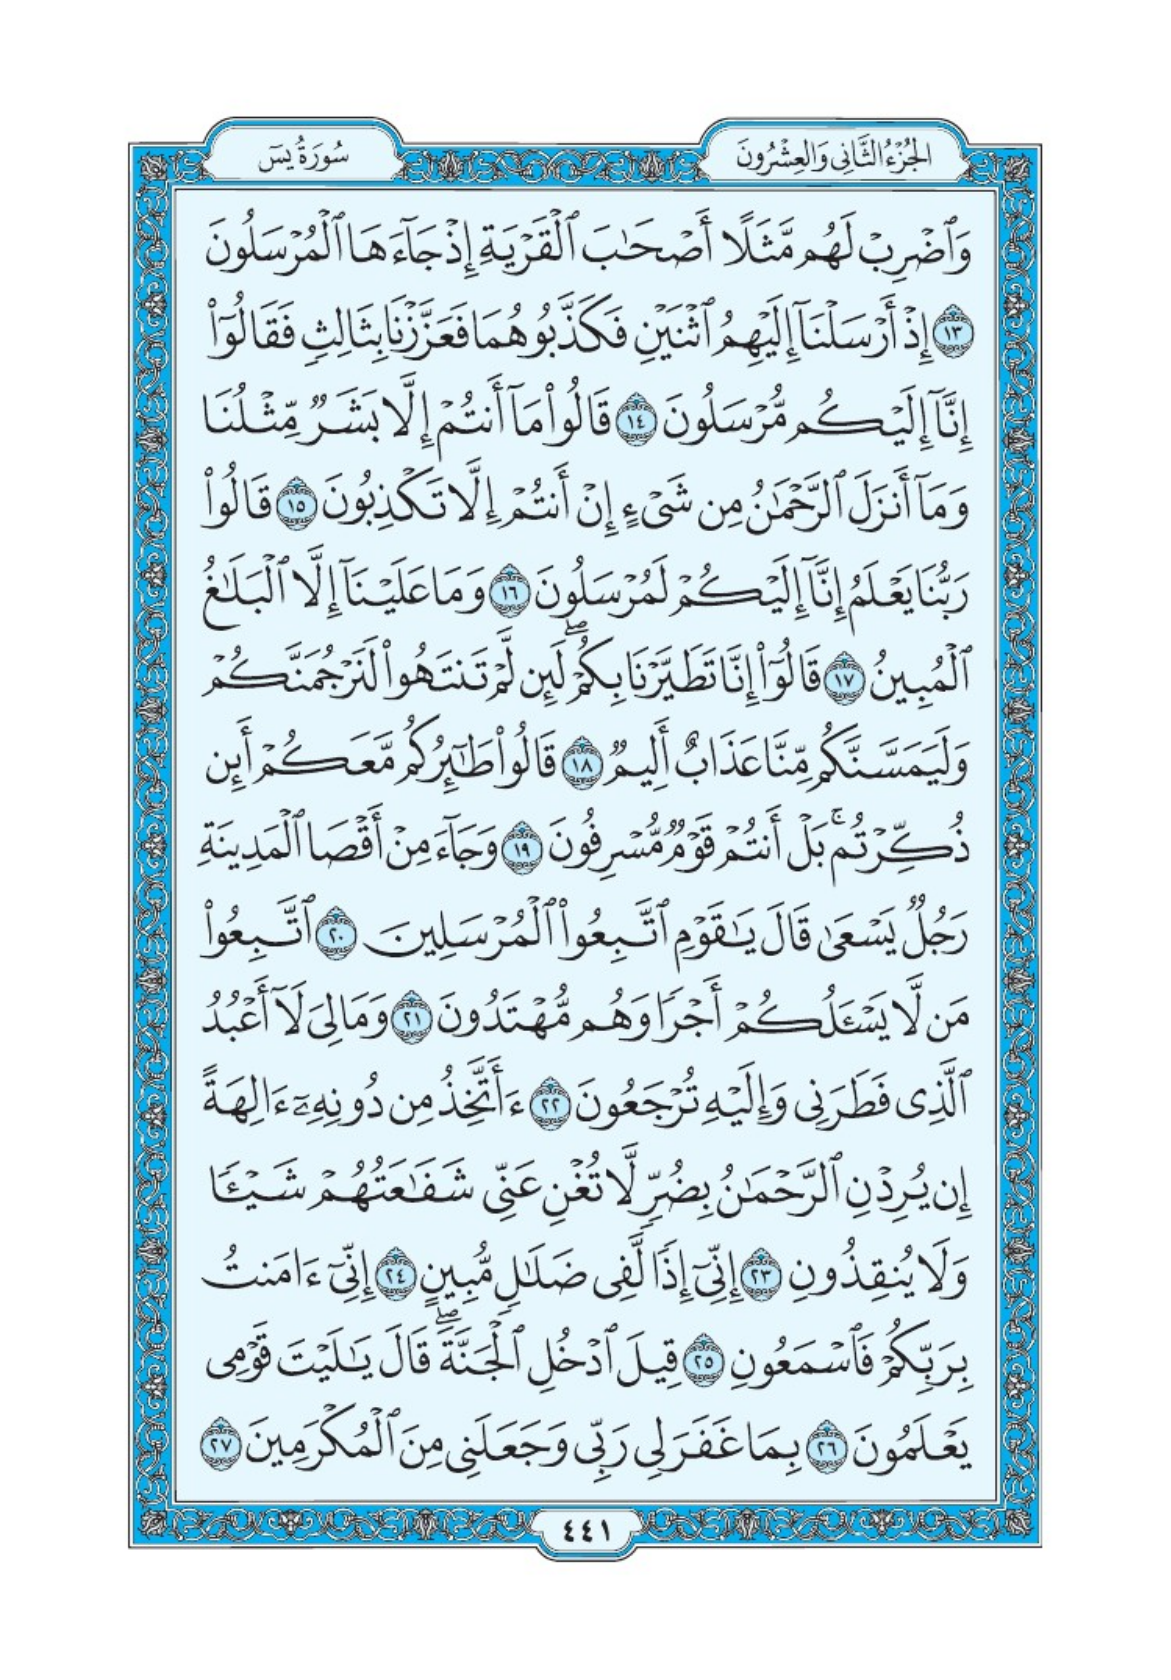 الجُزْءُ الثَّانِي وَالعِشْرُونَ
سُورَةُ يسٓ
وَٱضْرِبْ لَهُم مَّثَلًا أَصْحَٰبَ ٱلْقَرْيَةِ إِذْ جَآءَهَا ٱلْمُرْسَلُونَ
١٣ إِذْ أَرْسَلْنَآ إِلَيْهِمُ ٱثْنَيْنِ فَكَذَّبُوهُمَا فَعَزَّزْنَا بِثَالِثٍ فَقَالُوٓا۟
إِنَّآ إِلَيْكُم مُّرْسَلُونَ ١٤ قَالُوا۟ مَآ أَنتُمْ إِلَّا بَشَرٌ مِّثْلُنَا
وَمَآ أَنزَلَ ٱلرَّحْمَٰنُ مِن شَىْءٍ إِنْ أَنتُمْ إِلَّا تَكْذِبُونَ ١٥ قَالُوا۟
رَبُّنَا يَعْلَمُ إِنَّآ إِلَيْكُمْ لَمُرْسَلُونَ ١٦ وَمَا عَلَيْنَآ إِلَّا ٱلْبَلَٰغُ
ٱلْمُبِينُ ١٧ قَالُوٓا۟ إِنَّا تَطَيَّرْنَا بِكُمْ ۖ لَئِن لَّمْ تَنتَهُوا۟ لَنَرْجُمَنَّكُمْ
وَلَيَمَسَّنَّكُم مِّنَّا عَذَابٌ أَلِيمٌ ١٨ قَالُوا۟ طَٰٓئِرُكُم مَّعَكُمْ أَئِن
ذُكِّرْتُم ۚ بَلْ أَنتُمْ قَوْمٌ مُّسْرِفُونَ ١٩ وَجَآءَ مِنْ أَقْصَا ٱلْمَدِينَةِ
رَجُلٌ يَسْعَىٰ قَالَ يَٰقَوْمِ ٱتَّبِعُوا۟ ٱلْمُرْسَلِينَ ٢٠ ٱتَّبِعُوا۟
مَن لَّا يَسْـَٔلُكُمْ أَجْرًا وَهُم مُّهْتَدُونَ ٢١ وَمَا لِىَ لَآ أَعْبُدُ
ٱلَّذِى فَطَرَنِى وَإِلَيْهِ تُرْجَعُونَ ٢٢ ءَأَتَّخِذُ مِن دُونِهِۦٓ ءَالِهَةً
إِن يُرِدْنِ ٱلرَّحْمَٰنُ بِضُرٍّ لَّا تُغْنِ عَنِّى شَفَٰعَتُهُمْ شَيْـًٔا
وَلَا يُنقِذُونِ ٢٣ إِنِّىٓ إِذًا لَّفِى ضَلَٰلٍ مُّبِينٍ ٢٤ إِنِّىٓ ءَامَنتُ
بِرَبِّكُمْ فَٱسْمَعُونِ ٢٥ قِيلَ ٱدْخُلِ ٱلْجَنَّةَ ۖ قَالَ يَٰلَيْتَ قَوْمِى
يَعْلَمُونَ ٢٦ بِمَا غَفَرَ لِى رَبِّى وَجَعَلَنِى مِنَ ٱلْمُكْرَمِينَ ٢٧
٤٤١